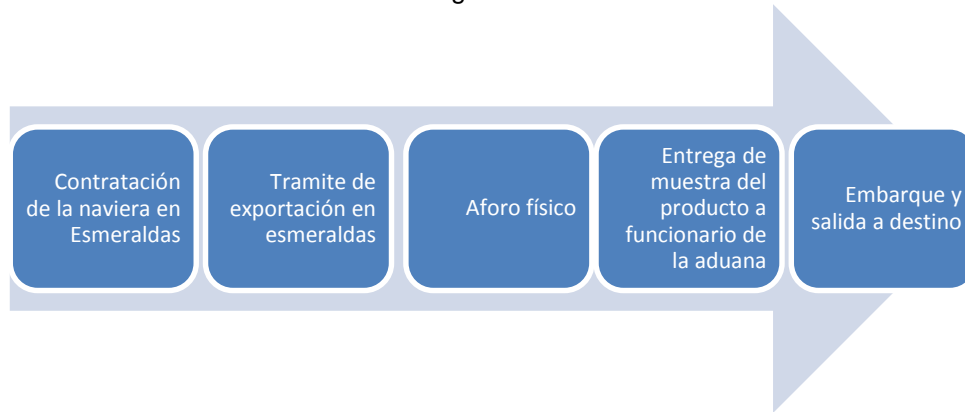 Contratación
de la naviera en
Esmeraldas
Tramite de
exportación en
esmeraldas
Aforo físico
Entrega de
muestra del
producto a
funcionario de
la aduana
Embarque y
salida a destino